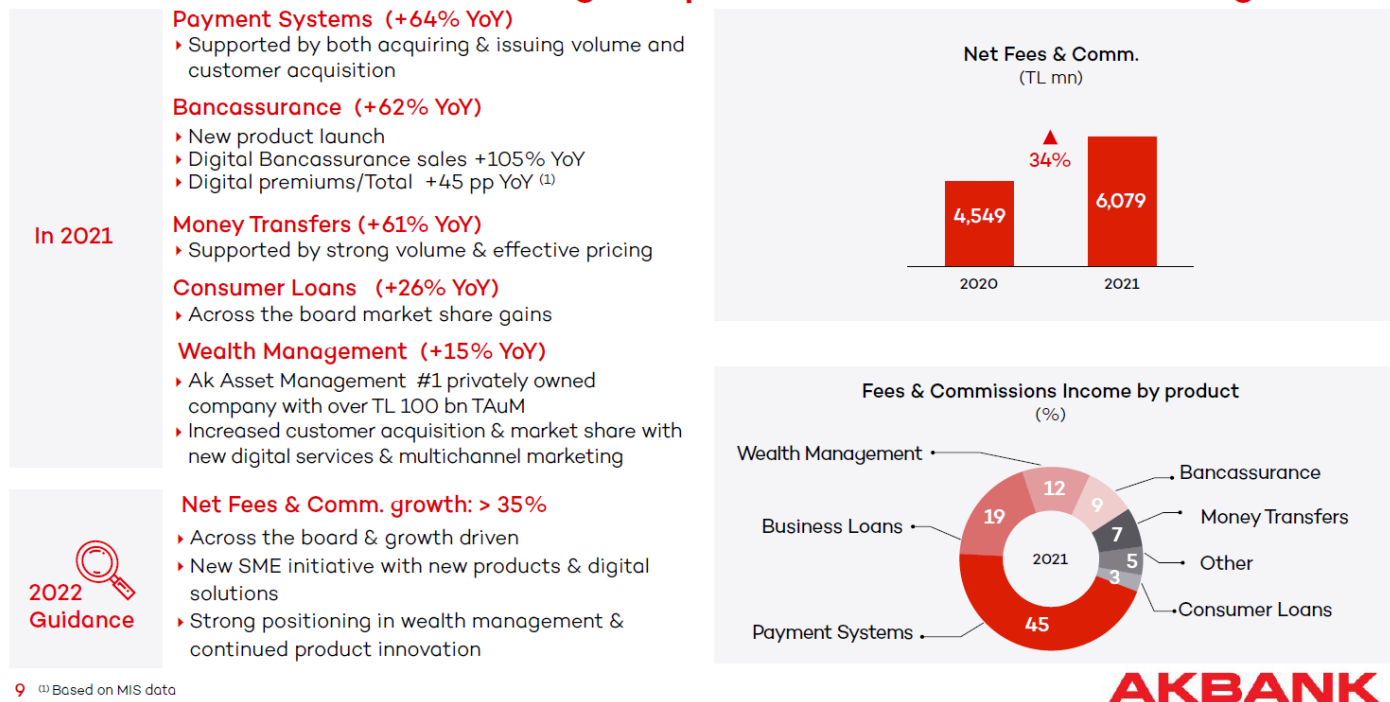 Payment Systems (+64% YoY)
Supported by both acquiring & issuing volume and
customer acquisition
Bancassurance (+62% YoY)
New product launch
Digital Bancassurance sales +105% YoY
Digital premiums/Total +45 pp YoY (1)
In 2021
Money Transfers (+61% YoY)
Supported by strong volume & effective pricing
Consumer Loans (+26% YoY)
Across the board market share gains
Wealth Management (+15% YoY)
Ak Asset Management #1 privately owned
company with over TL 100 bn TAuM
Increased customer acquisition & market share with
new digital services & multichannel marketing
2022
Guidance
Net Fees & Comm. growth: > 35%
Across the board & growth driven
New SME initiative with new products & digital
solutions
Strong positioning in wealth management &
continued product innovation
Net Fees & Comm.
(TL mn)
34%
4,549
6,079
2020
2021
Fees & Commissions Income by product
(%)
Wealth Management
Bancassurance
Business Loans
Money Transfers
Other
Consumer Loans
Payment Systems
12
9
19
7
2021
5
3
45
9 (1) Based on MIS data
AKBANK